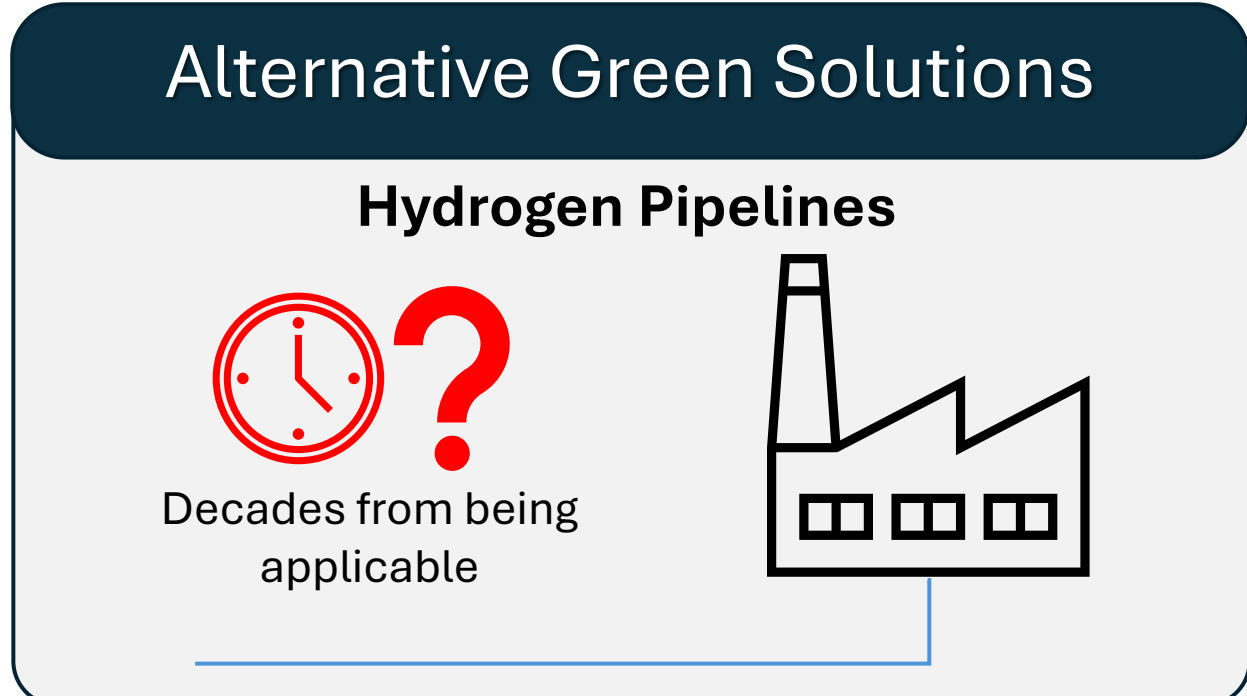 Alternative Green Solutions
Hydrogen Pipelines
Decades from being
applicable